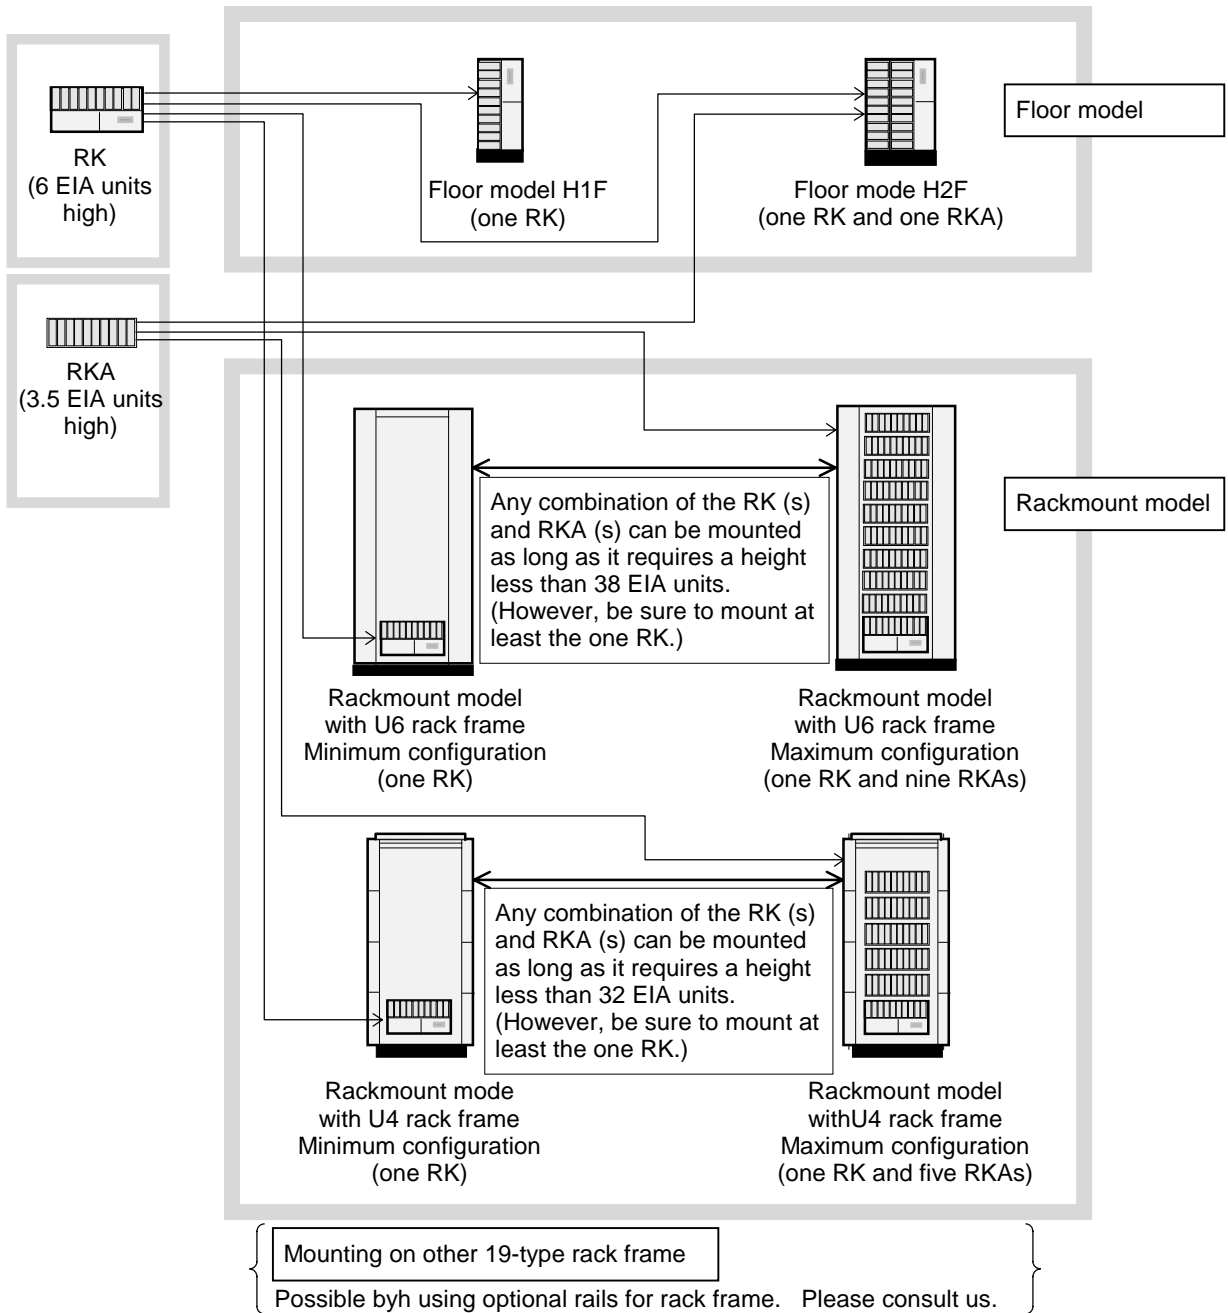 RK
(6 EIA units
high)
Floor model H1F
(one RK)
Floor mode H2F
(one RK and one RKA)
Floor model
RKA
(3.5 EIA units
high)
Any combination of the RK (s)
and RKA (s) can be mounted
as long as it requires a height
less than 38 EIA units.
(However, be sure to mount at
least the one RK.)
Rackmount model
Rackmount model
with U6 rack frame
Minimum configuration
(one RK)
Rackmount model
with U6 rack frame
Maximum configuration
(one RK and nine RKAs)
Any combination of the RK (s)
and RKA (s) can be mounted
as long as it requires a height
less than 32 EIA units.
(However, be sure to mount at
least the one RK.)
Rackmount mode
with U4 rack frame
Minimum configuration
(one RK)
Rackmount model
withU4 rack frame
Maximum configuration
(one RK and five RKAs)
Mounting on other 19-type rack frame
Possible byh using optional rails for rack frame. Please consult us.